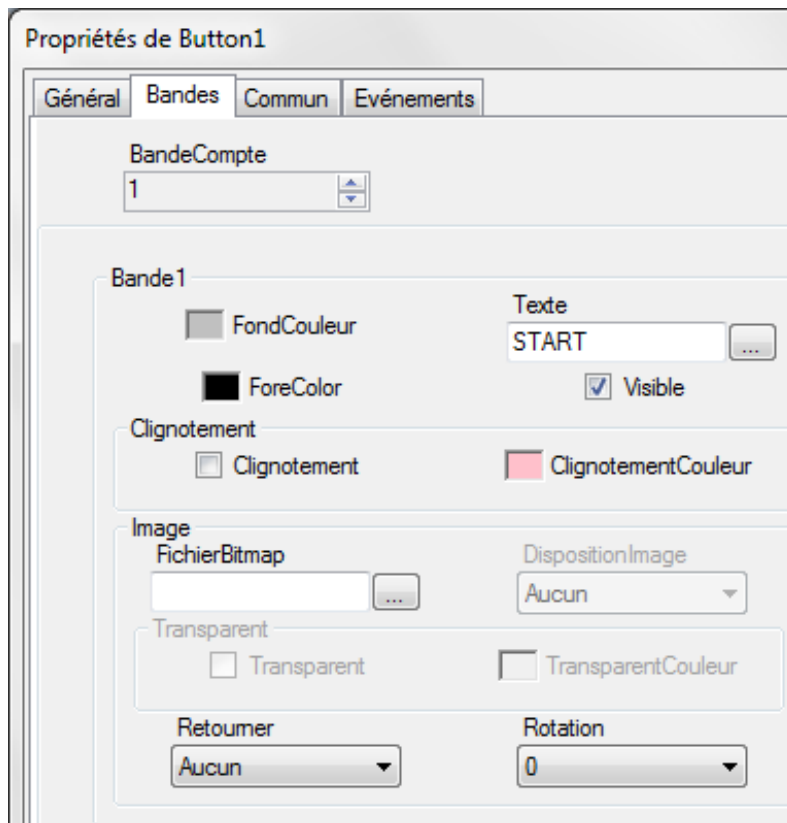 Propriétés de Button1
Général Bandes Commun Evénements
BandeCompte
1
Bande1
Texte
FondCouleur
START ...
ForeColor Visible
Clignotement
Clignotement ClignotementCouleur
Image
FichierBitmap DispositionImage
... Aucun
Transparent
Transparent TransparentCouleur
Retourner Rotation
Aucun 0